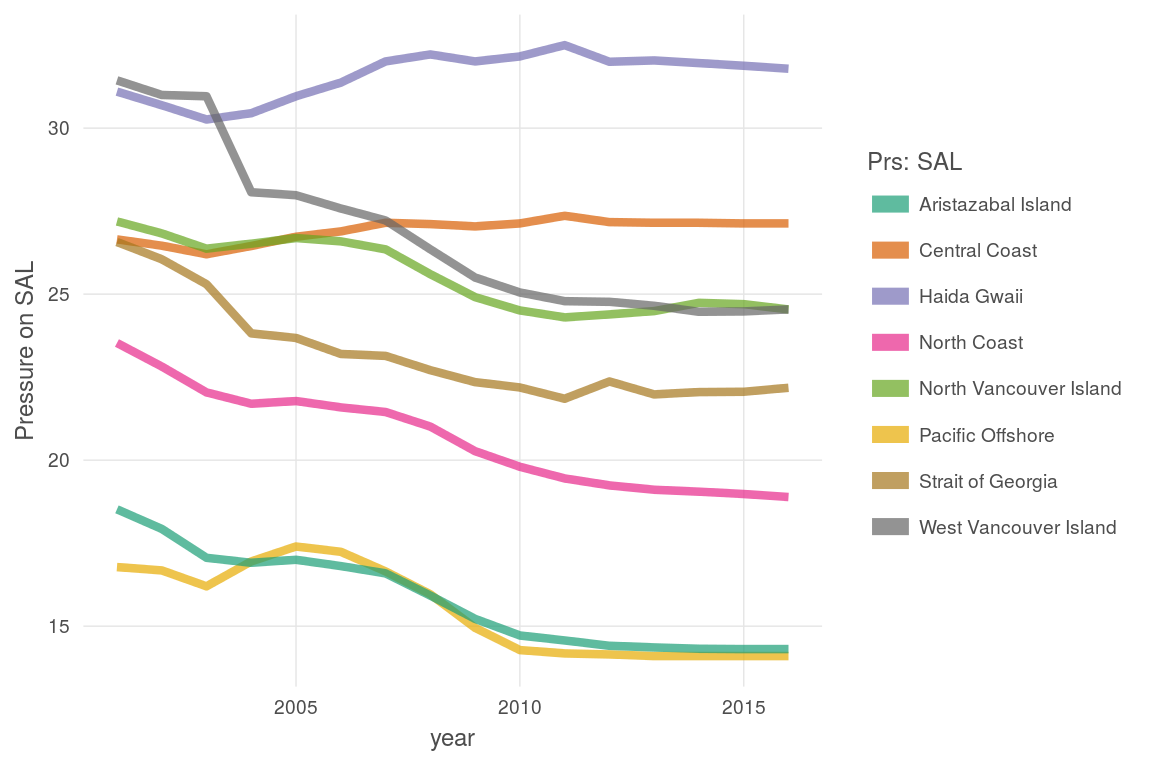 Pressure on SAL
30
25
20
15
2005
2010
2015
year
Prs: SAL
Aristazabal Island
Central Coast
Haida Gwaii
North Coast
North Vancouver Island
Pacific Offshore
Strait of Georgia
West Vancouver Island